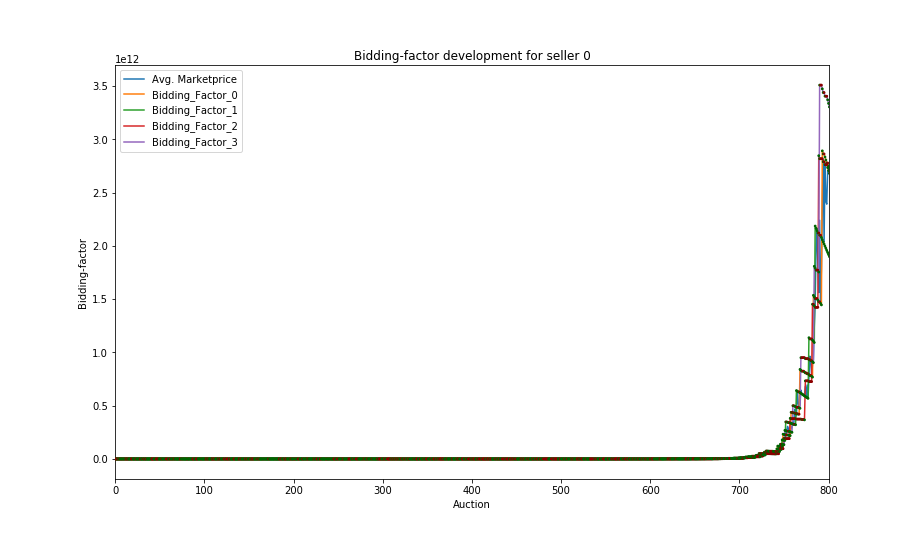 Bidding-factor development for seller 0
1e12
Avg. Marketprice
Bidding_Factor_0
Bidding_Factor_1
Bidding_Factor_2
Bidding_Factor_3
3.5
3.0
2.5
2.0
1.5
1.0
0.5
0.0
Bidding-factor
0 100 200 300 400 500 600 700 800
Auction